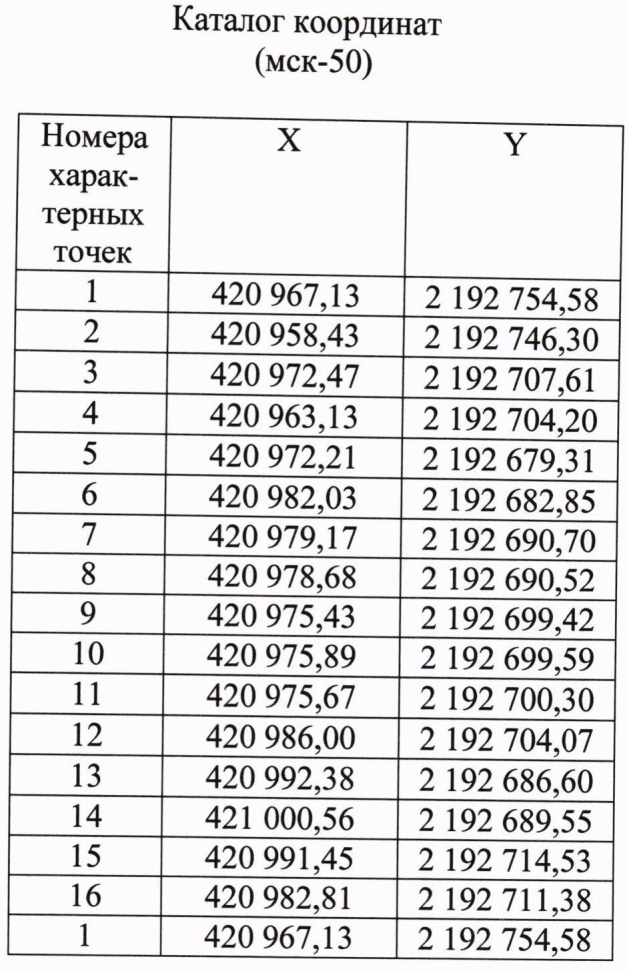 Каталог координат
(мск-50)
Номера X Y
харак-
терных
точек
1 420 967,13 2 192 754,58
2 420 958,43 2 192 746,30
3 420 972,47 2 192 707,61
4 420 963,13 2 192 704,20
5 420 972,21 2 192 679,31
6 420 982,03 2 192 682,85
7 420 979,17 2 192 690,70
8 420 978,68 2 192 690,52
9 420 975,43 2 192 699,42
10 420 975,89 2 192 699,59
11 420 975,67 2 192 700,30
12 420 986,00 2 192 704,07
13 420 992,38 2 192 686,60
14 421 000,56 2 192 689,55
15 420 991,45 2 192 714,53
16 420 982,81 2 192 711,38
1 420 967,13 2 192 754,58